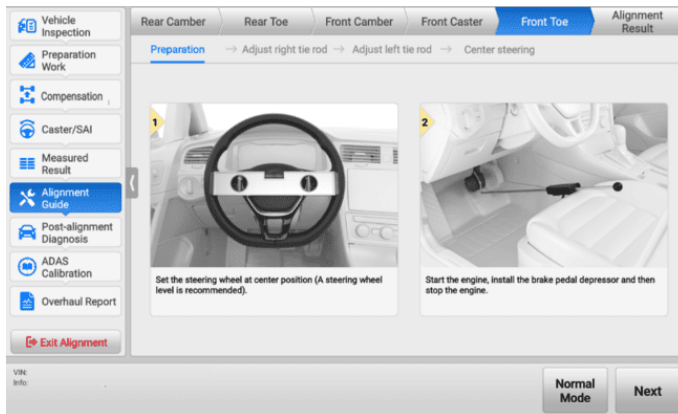 Vehicle
Inspection
Preparation
Work
Compensation
Caster/SAI
Measured
Result
Alignment
Guide
Post-alignment
Diagnosis
ADAS
Calibration
Overhaul Report
Exit Alignment
Rear Camber
Rear Toe
Front Camber
Front Caster
Front Toe
Alignment
Result
Preparation → Adjust right tie rod → Adjust left tie rod → Center steering
1
Set the steering wheel at center position (A steering wheel
level is recommended).
2
Start the engine, install the brake pedal depressor and then
stop the engine.
VIN:
Info:
Normal
Mode
Next